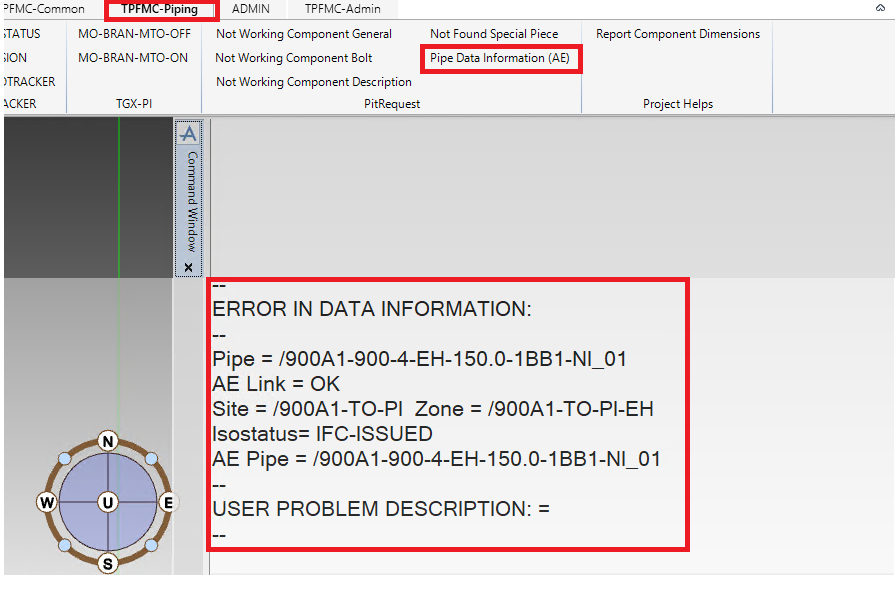 PFMC-Common TPFMC-Piping ADMIN TPFMC-Admin
STATUS MO-BRAN-MTO-OFF Not Working Component General Not Found Special Piece Report Component Dimensions
SION MO-BRAN-MTO-ON Not Working Component Bolt Pipe Data Information (AE)
OTRACKER Not Working Component Description
ACKER TGX-PI PitRequest Project Helps
Command Window
--
ERROR IN DATA INFORMATION:
--
Pipe = /900A1-900-4-EH-150.0-1BB1-NI_01
AE Link = OK
Site = /900A1-TO-PI Zone = /900A1-TO-PI-EH
Isostatus= IFC-ISSUED
AE Pipe = /900A1-900-4-EH-150.0-1BB1-NI_01
--
USER PROBLEM DESCRIPTION: =
--
N
W U E
S